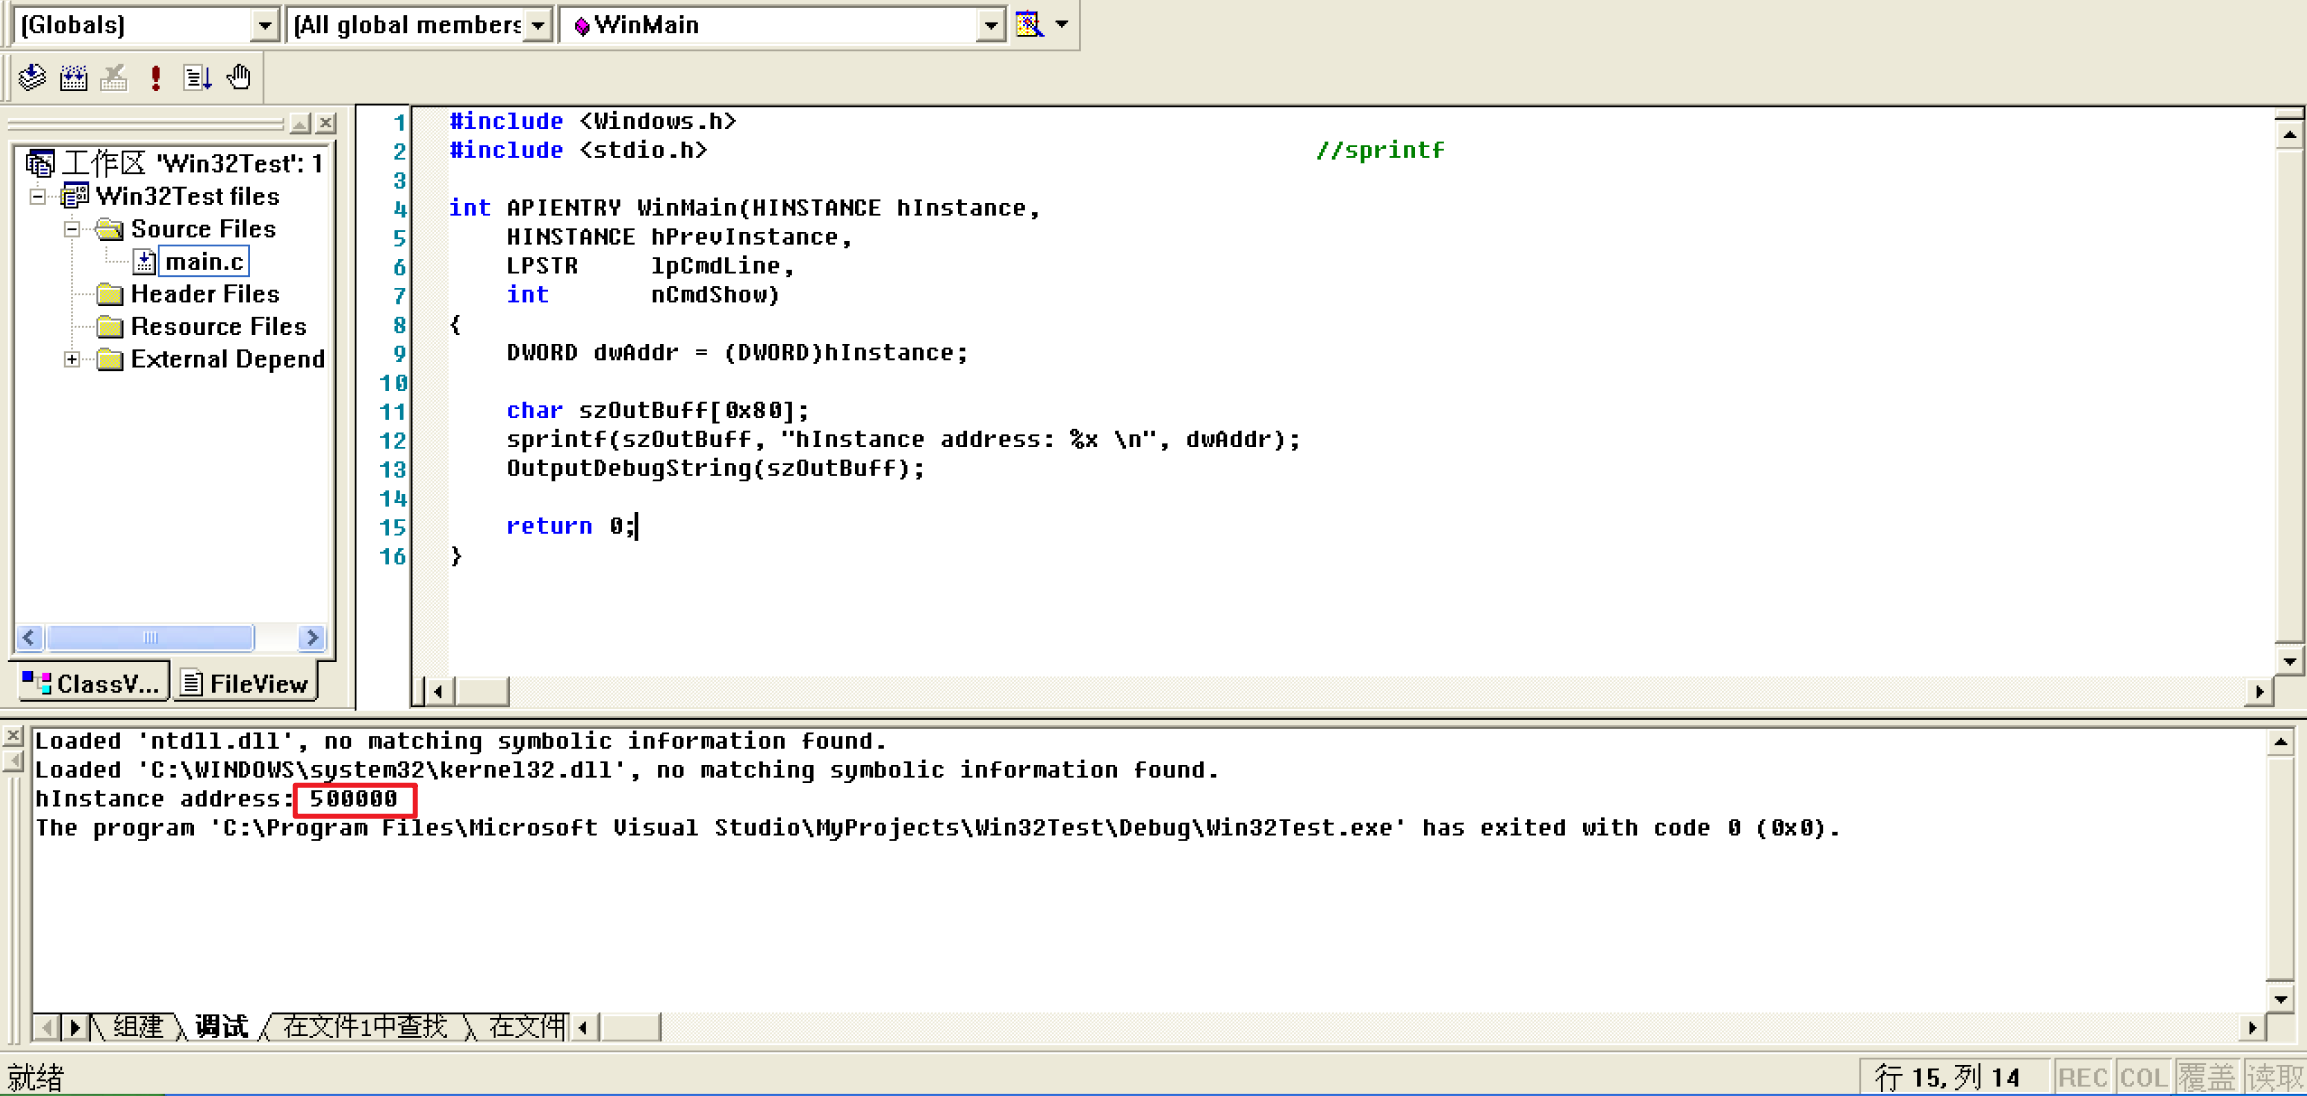 (Globals) (All global members WinMain
工作区 'Win32Test': 1
Win32Test files
Source Files
main.c
Header Files
Resource Files
External Depend
ClassV... FileView
1 #include <Windows.h>
2 #include <stdio.h> //sprintf
3
4 int APIENTRY WinMain(HINSTANCE hInstance,
5 HINSTANCE hPrevInstance,
6 LPSTR lpCmdLine,
7 int nCmdShow)
8 {
9 DWORD dwAddr = (DWORD)hInstance;
10
11 char szOutBuff[0x80];
12 sprintf(szOutBuff, "hInstance address: %x \n", dwAddr);
13 OutputDebugString(szOutBuff);
14
15 return 0;
16 }
Loaded 'ntdll.dll', no matching symbolic information found.
Loaded 'C:\WINDOWS\system32\kernel32.dll', no matching symbolic information found.
hInstance address: 500000
The program 'C:\Program Files\Microsoft Visual Studio\MyProjects\Win32Test\Debug\Win32Test.exe' has exited with code 0 (0x0).
组建 调试 在文件1中查找 在文件
就绪 行 15, 列 14 REC COL 覆盖 读取